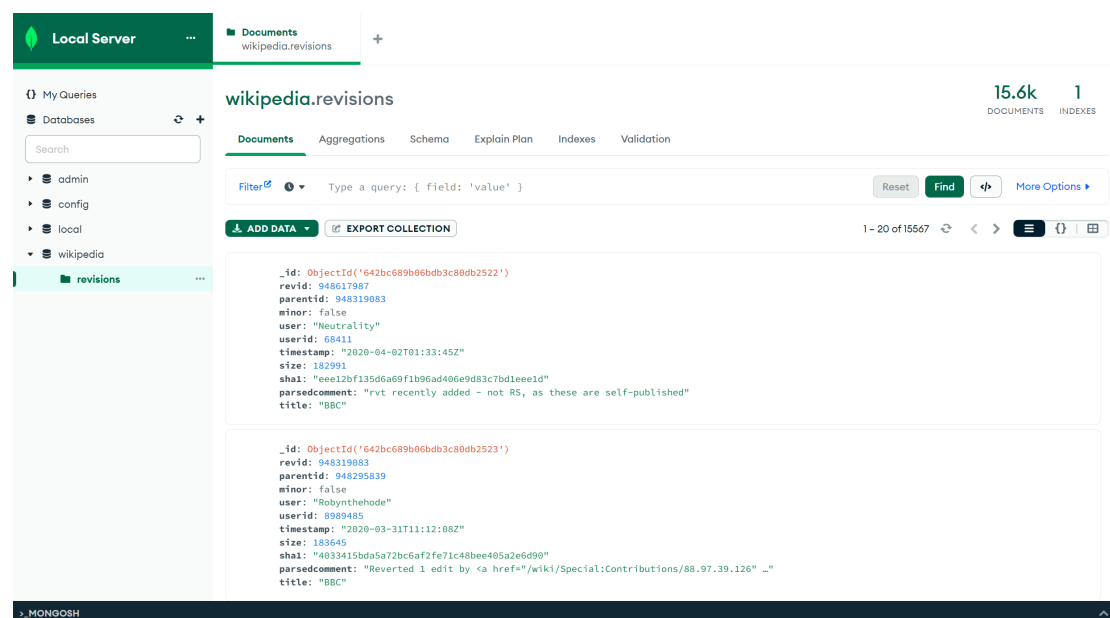 Local Server
Documents
wikipedia.revisions
My Queries
Databases
Search
admin
config
local
wikipedia
revisions
wikipedia.revisions
15.6k
DOCUMENTS
1
INDEXES
Documents Aggregations Schema Explain Plan Indexes Validation
Filter Type a query: { field: 'value' } Reset Find </> More Options
ADD DATA EXPORT COLLECTION 1 – 20 of 15567 {}
_id: ObjectId('642bc689b06bdb3c80db2522')
revid: 948617987
parentid: 948319083
minor: false
user: "Neutrality"
userid: 68411
timestamp: "2020-04-02T01:33:45Z"
size: 182991
sha1: "eee12bf135d6a69f1b96ad406e9d83c7bd1eee1d"
parsedcomment: "rvt recently added - not RS, as these are self-published"
title: "BBC"
_id: ObjectId('642bc689b06bdb3c80db2523')
revid: 948319083
parentid: 948295839
minor: false
user: "Robynthehode"
userid: 8989485
timestamp: "2020-03-31T11:12:08Z"
size: 183645
sha1: "4033415bda5a72bc6af2fe71c48bee405a2e6d90"
parsedcomment: "Reverted 1 edit by <a href="/wiki/Special:Contributions/88.97.39.126" …"
title: "BBC"
>_MONGOSH